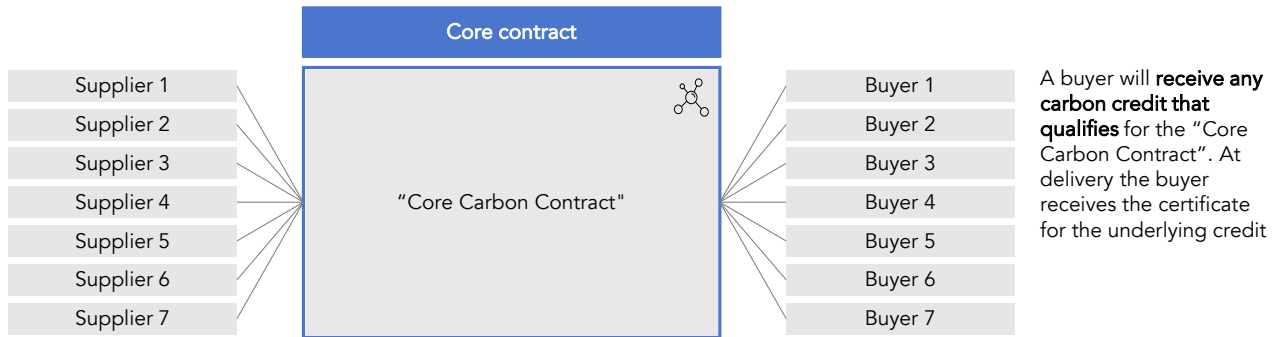 Core contract
Supplier 1
Supplier 2
Supplier 3
Supplier 4
Supplier 5
Supplier 6
Supplier 7
“Core Carbon Contract"
Buyer 1
Buyer 2
Buyer 3
Buyer 4
Buyer 5
Buyer 6
Buyer 7
A buyer will receive any
carbon credit that
qualifies for the “Core
Carbon Contract”. At
delivery the buyer
receives the certificate
for the underlying credit